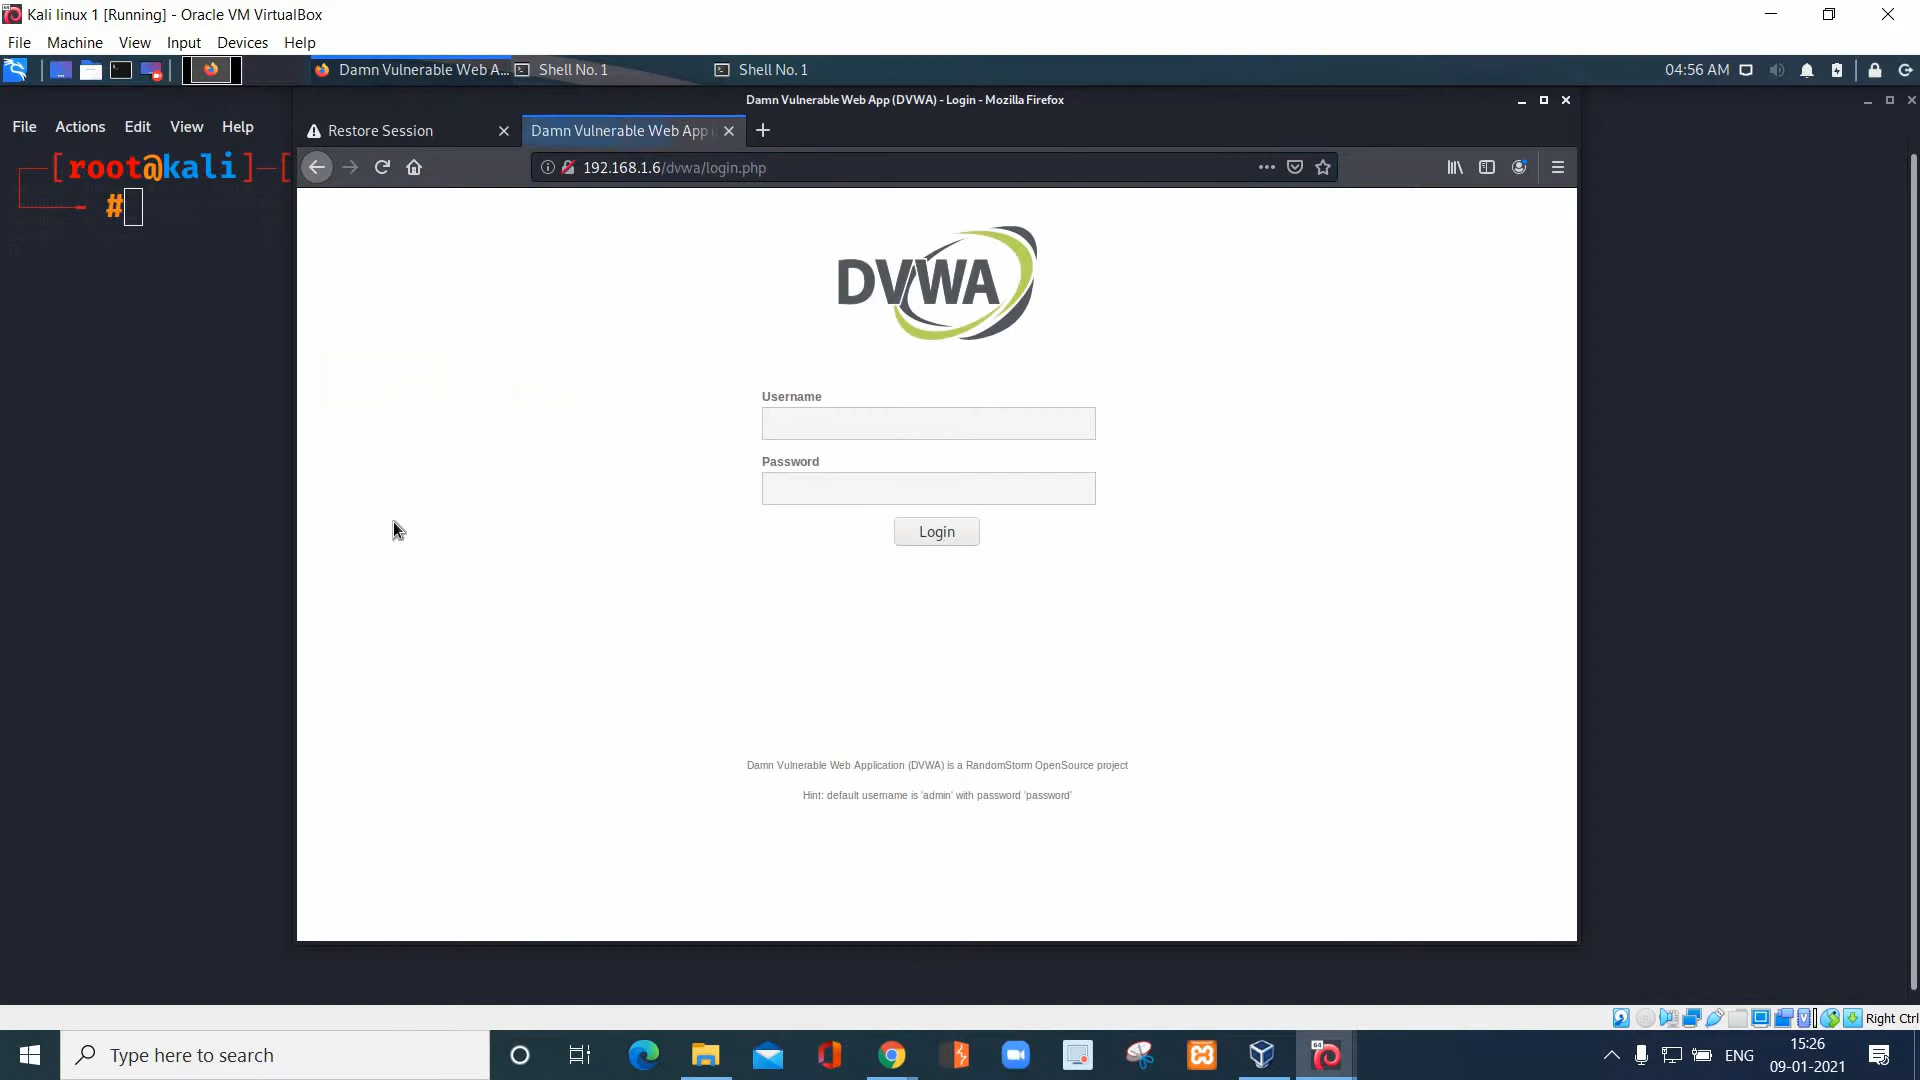 Kali linux 1 [Running] - Oracle VM VirtualBox
File Machine View Input Devices Help
Damn Vulnerable Web A... Shell No. 1 Shell No. 1 04:56 AM
Damn Vulnerable Web App (DVWA) - Login - Mozilla Firefox
File Actions Edit View Help
Restore Session Damn Vulnerable Web App
[root@kali]-[
192.168.1.6/dvwa/login.php
#
DVWA
Username
Password
Login
Damn Vulnerable Web Application (DVWA) is a RandomStorm OpenSource project
Hint: default username is 'admin' with password 'password'
Right Ctrl
Type here to search
ENG
15:26
09-01-2021